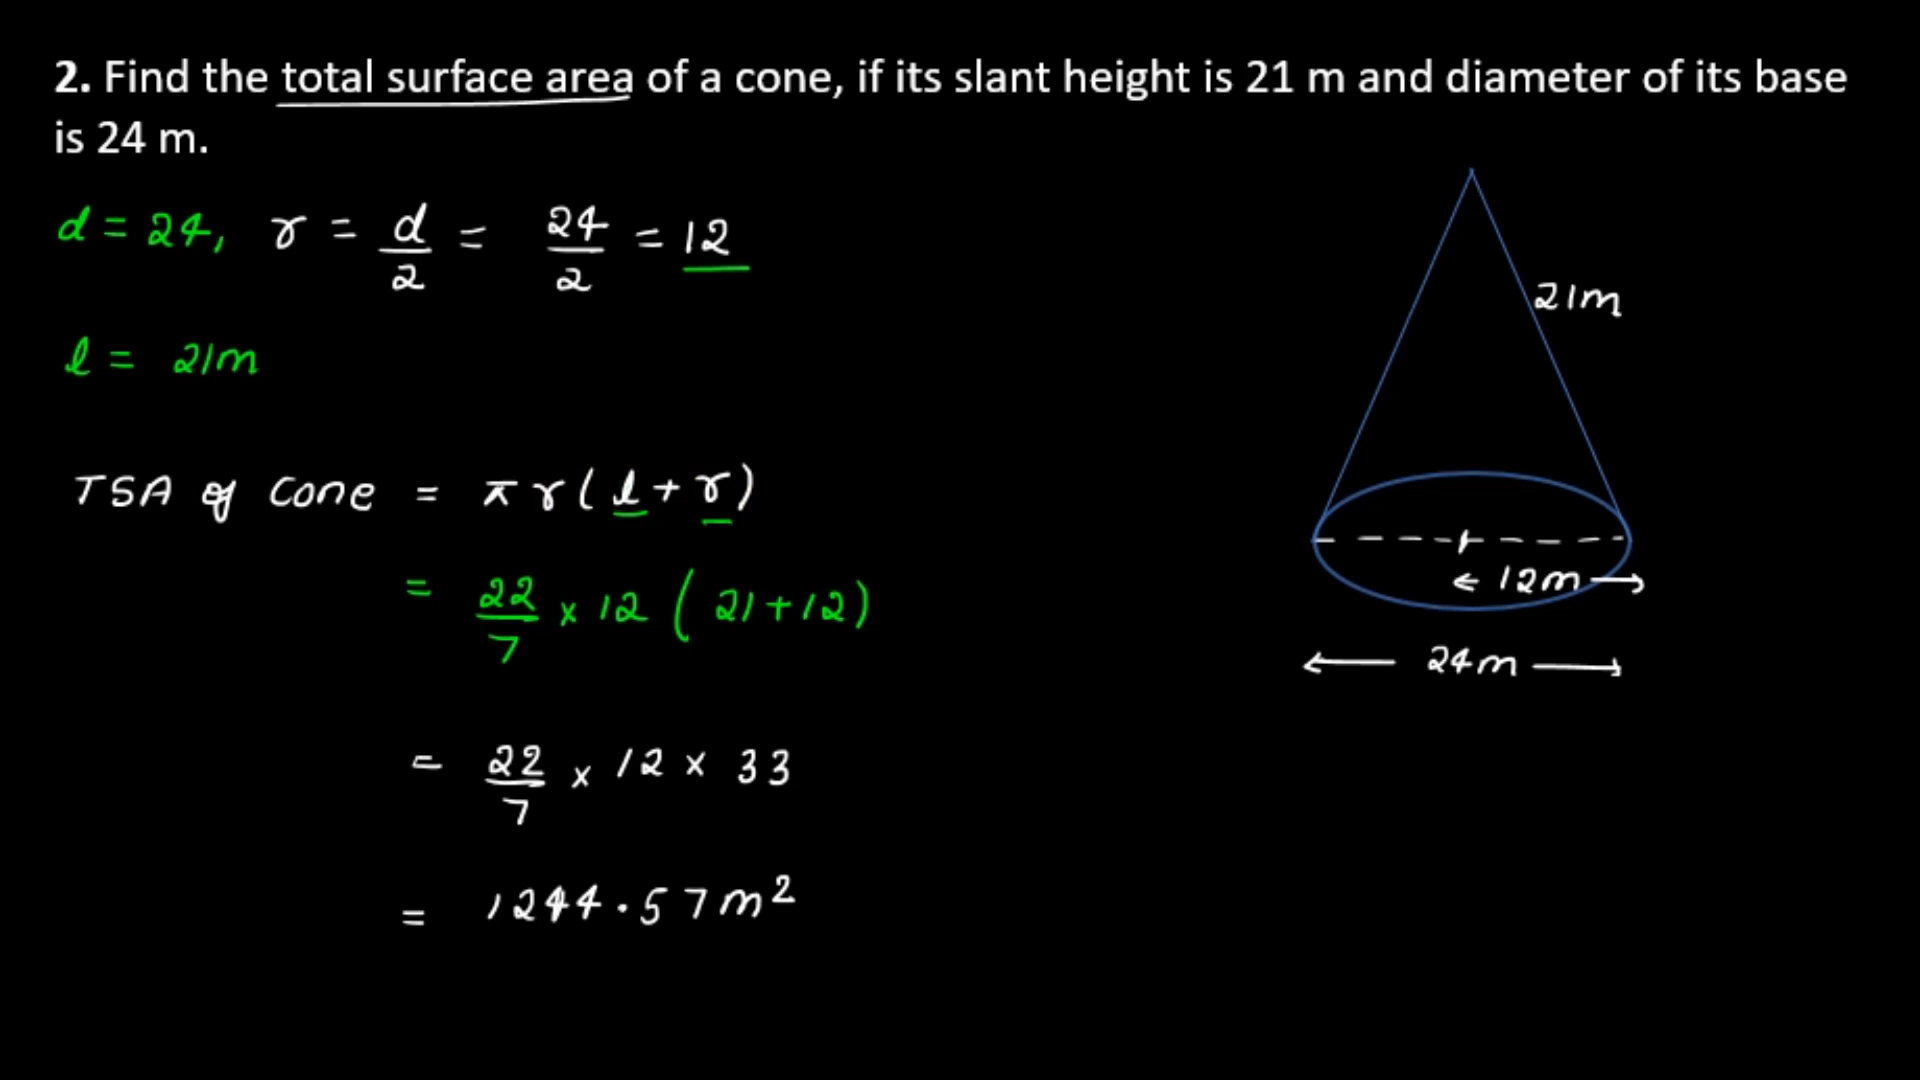 2. Find the total surface area of a cone, if its slant height is 21 m and diameter of its base
is 24 m.
d = 24, r = d/2 = 24/2 = 12
l = 21m
TSA of cone = πr(l+r)
= 22/7 × 12 (21+12)
= 22/7 × 12 × 33
= 1244.57m²
21m
12m
24m